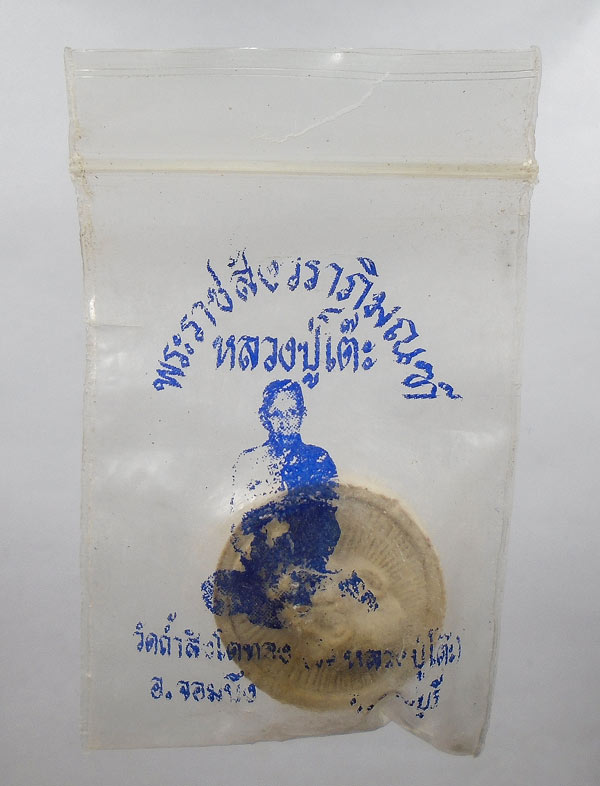 พระราชสังวราภิมณฑ์
หลวงปู่โต๊ะ
วัดถ้ำสิงโตทอง หลวงปู่โต๊ะ
อ.จอมบึง